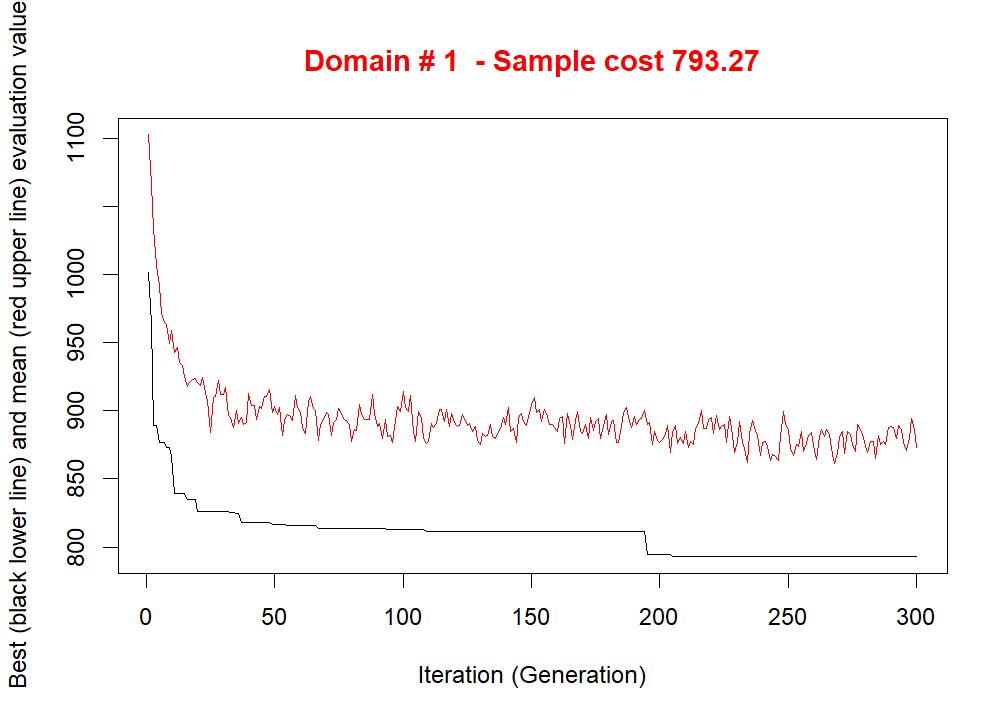 Domain # 1  - Sample cost 793.27
Best (black lower line) and mean (red upper line) evaluation value
1100
1000
950
900
850
800
0 50 100 150 200 250 300
Iteration (Generation)